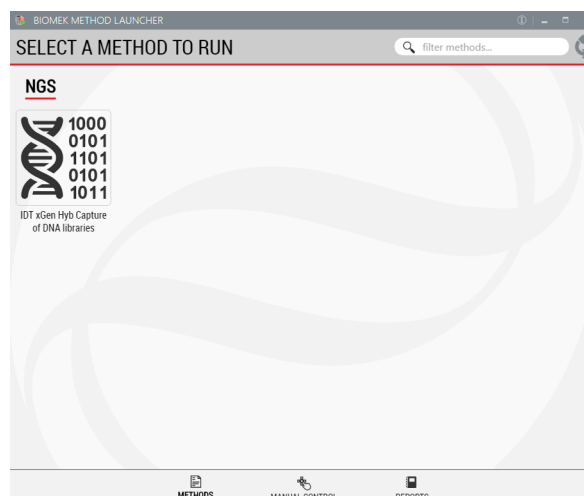 BIOMEK METHOD LAUNCHER
SELECT A METHOD TO RUN
filter methods...
NGS
1000
0101
1101
0101
1011
IDT xGen Hyb Capture
of DNA libraries
METHODS
MANUAL CONTROL
REPORTS